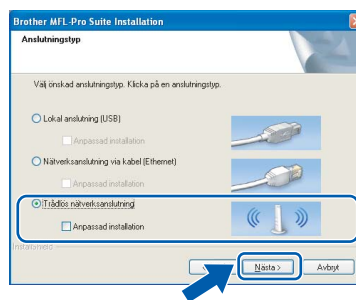 Brother MFL-Pro Suite Installation
Anslutningstyp
Välj önskad anslutningstyp. Klicka på en anslutningstyp.
Lokal anslutning (USB)
Anpassad installation
Nätverksanslutning via kabel (Ethernet)
Anpassad installation
Trådlös nätverksanslutning
Anpassad installation
InstallShield
Nästa >
Avbryt